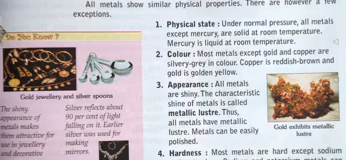 All metals show similar physical properties. There are however a few
exceptions.
1. Physical state : Under normal pressure, all metals
except mercury, are solid at room temperature.
Mercury is liquid at room temperature.
2. Colour : Most metals except gold and copper are
silvery-grey in colour. Copper is reddish-brown and
gold is golden yellow.
3. Appearance : All metals
are shiny. The characteristic
shine of metals is called
metallic lustre. Thus,
all metals have metallic
lustre. Metals can be easily
polished.
Gold exhibits metallic
lustre
4. Hardness : Most metals are hard except sodium
Do You Know ?
Gold jewellery and silver spoons
The shiny
appearance of
metals makes
them attractive for
use in jewellery
and decorative
Silver reflects about
90 per cent of light
falling on it. Earlier
silver was used for
making
mirrors.